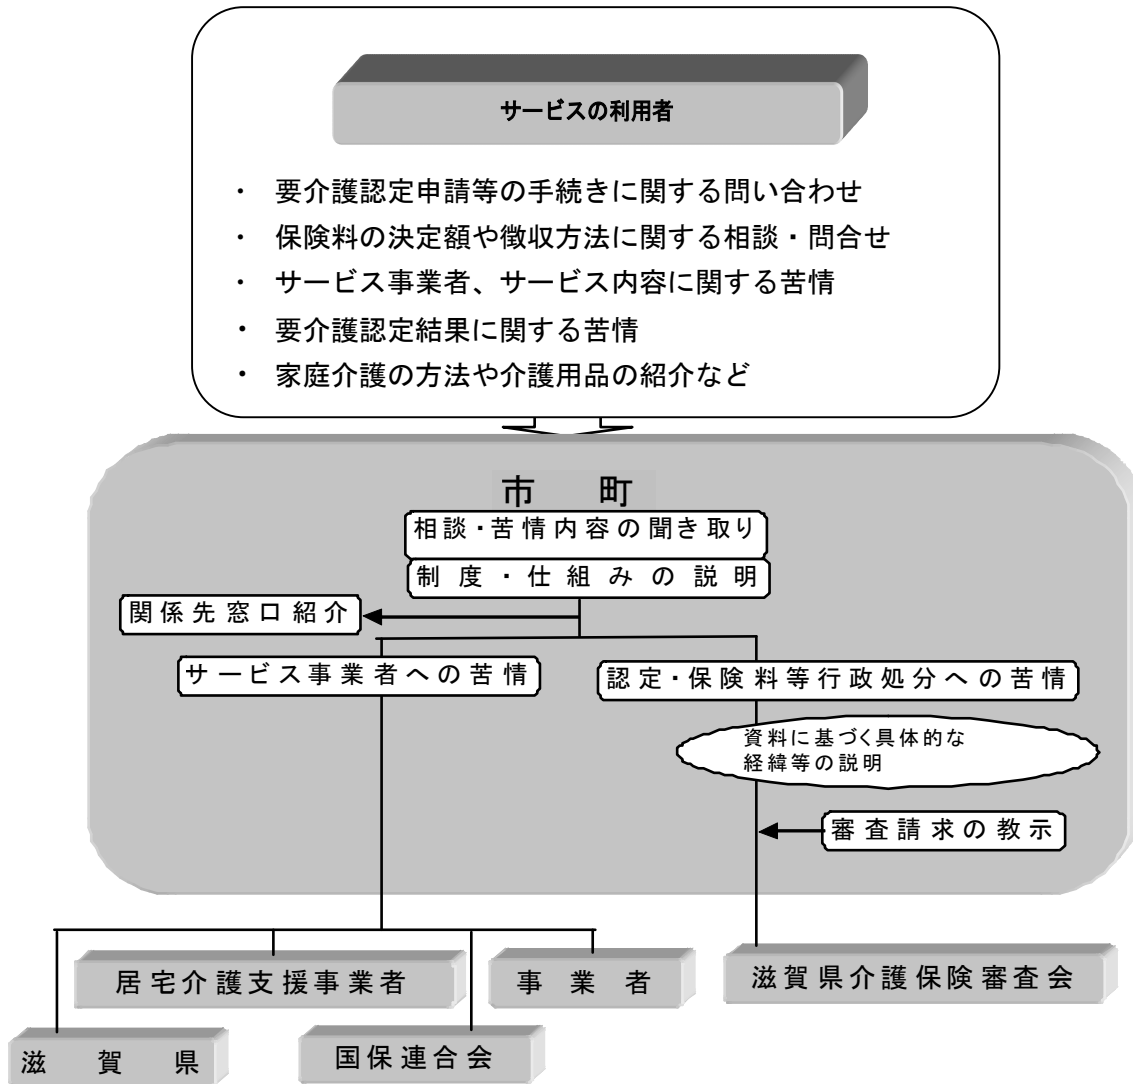 サービスの利用者
・ 要介護認定申請等の手続きに関する問い合わせ
・ 保険料の決定額や徴収方法に関する相談・問合せ
・ サービス事業者、サービス内容に関する苦情
・ 要介護認定結果に関する苦情
・ 家庭介護の方法や介護用品の紹介など
市 町
相談・苦情内容の聞き取り
制度・仕組みの説明
関係先窓口紹介
サービス事業者への苦情
認定・保険料等行政処分への苦情
資料に基づく具体的な
経緯等の説明
審査請求の教示
居宅介護支援事業者
事業者
滋賀県介護保険審査会
滋賀県
国保連合会